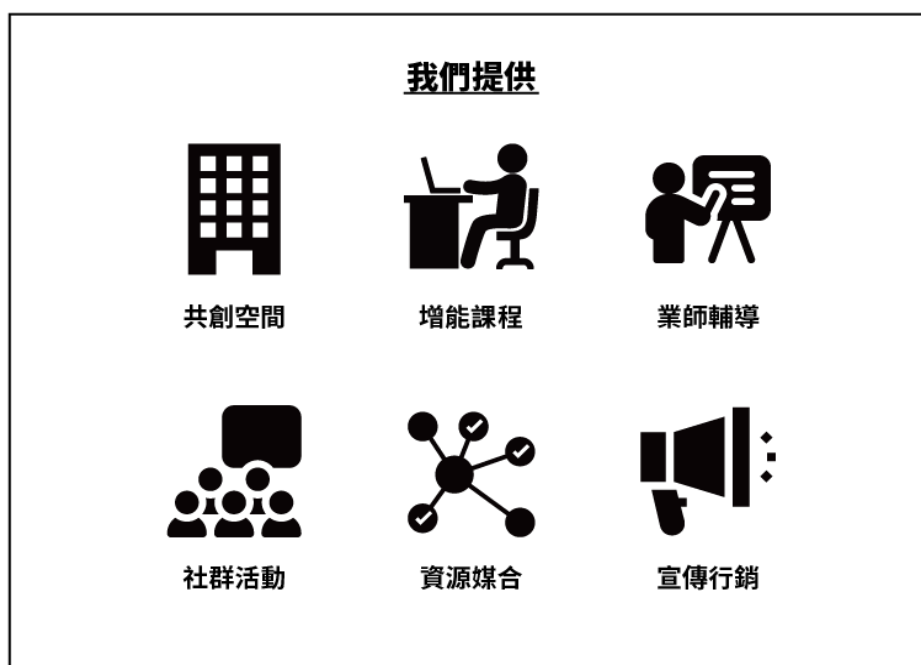 我們提供
共創空間
增能課程
業師輔導
社群活動
資源媒合
宣傳行銷